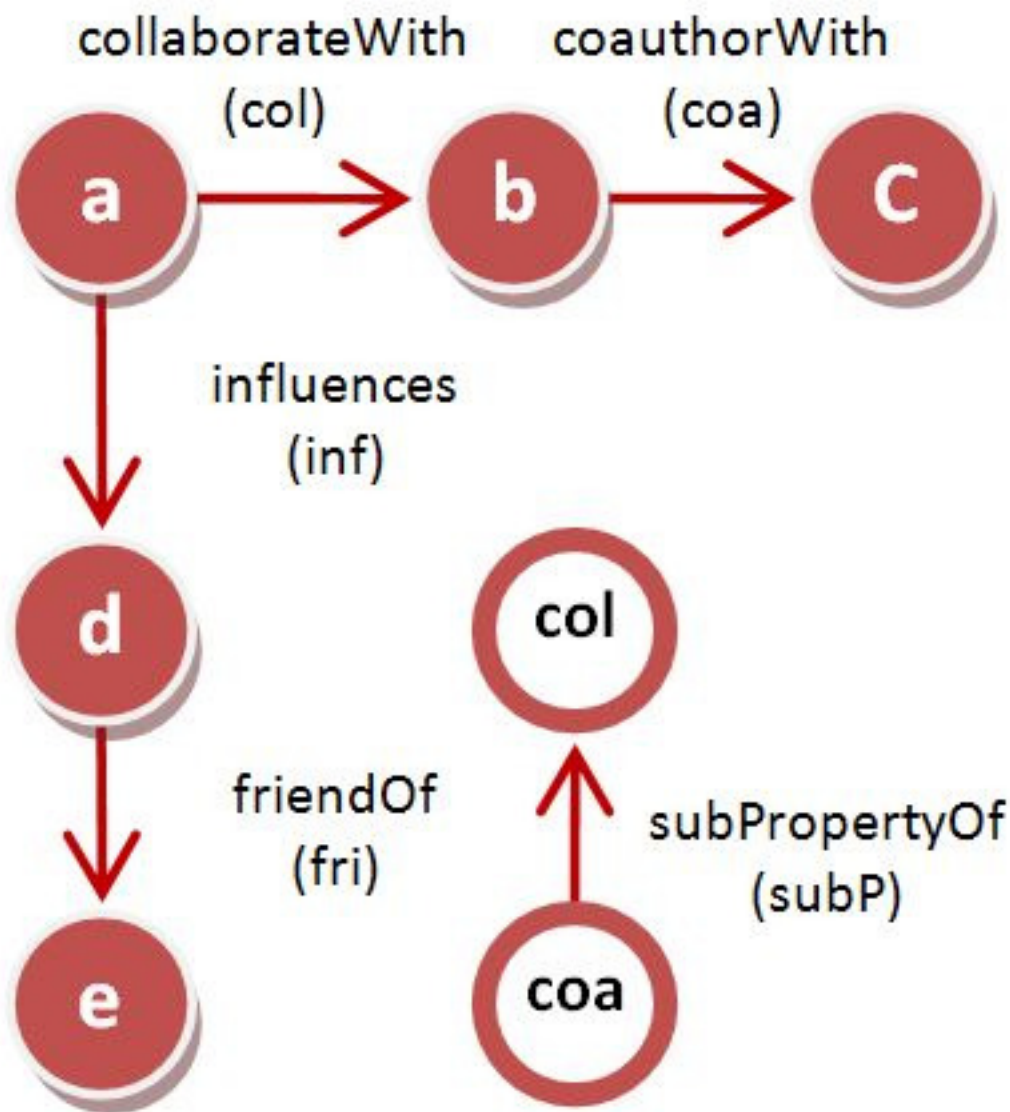 collaborateWith
(col)
coauthorWith
(coa)
a
b
C
influences
(inf)
d
col
friendOf
(fri)
subPropertyOf
(subP)
e
coa